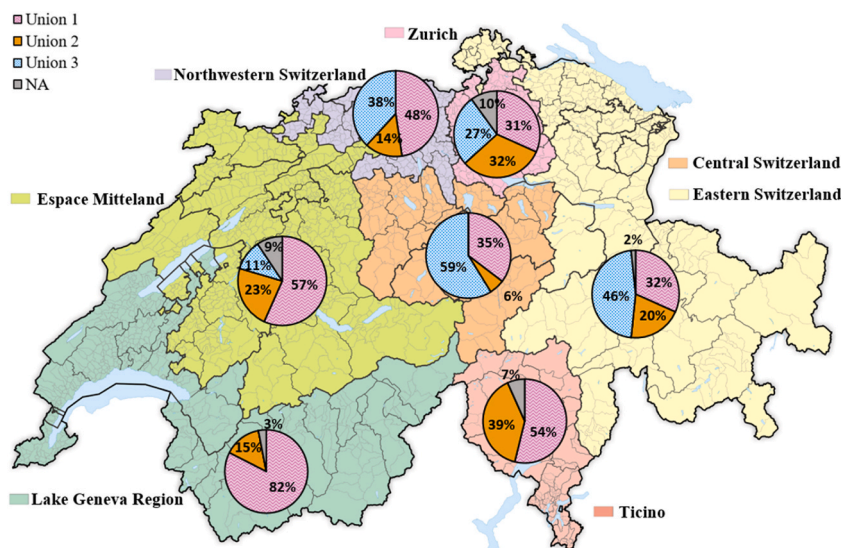 Union 1
Union 2
Union 3
NA
Zurich
Northwestern Switzerland
38%
48%
14%
10%
31%
27%
32%
Central Switzerland
Eastern Switzerland
Espace Mitteland
9%
11%
57%
23%
35%
59%
6%
2%
32%
46%
20%
7%
39%
54%
3%
15%
82%
Lake Geneva Region
Ticino